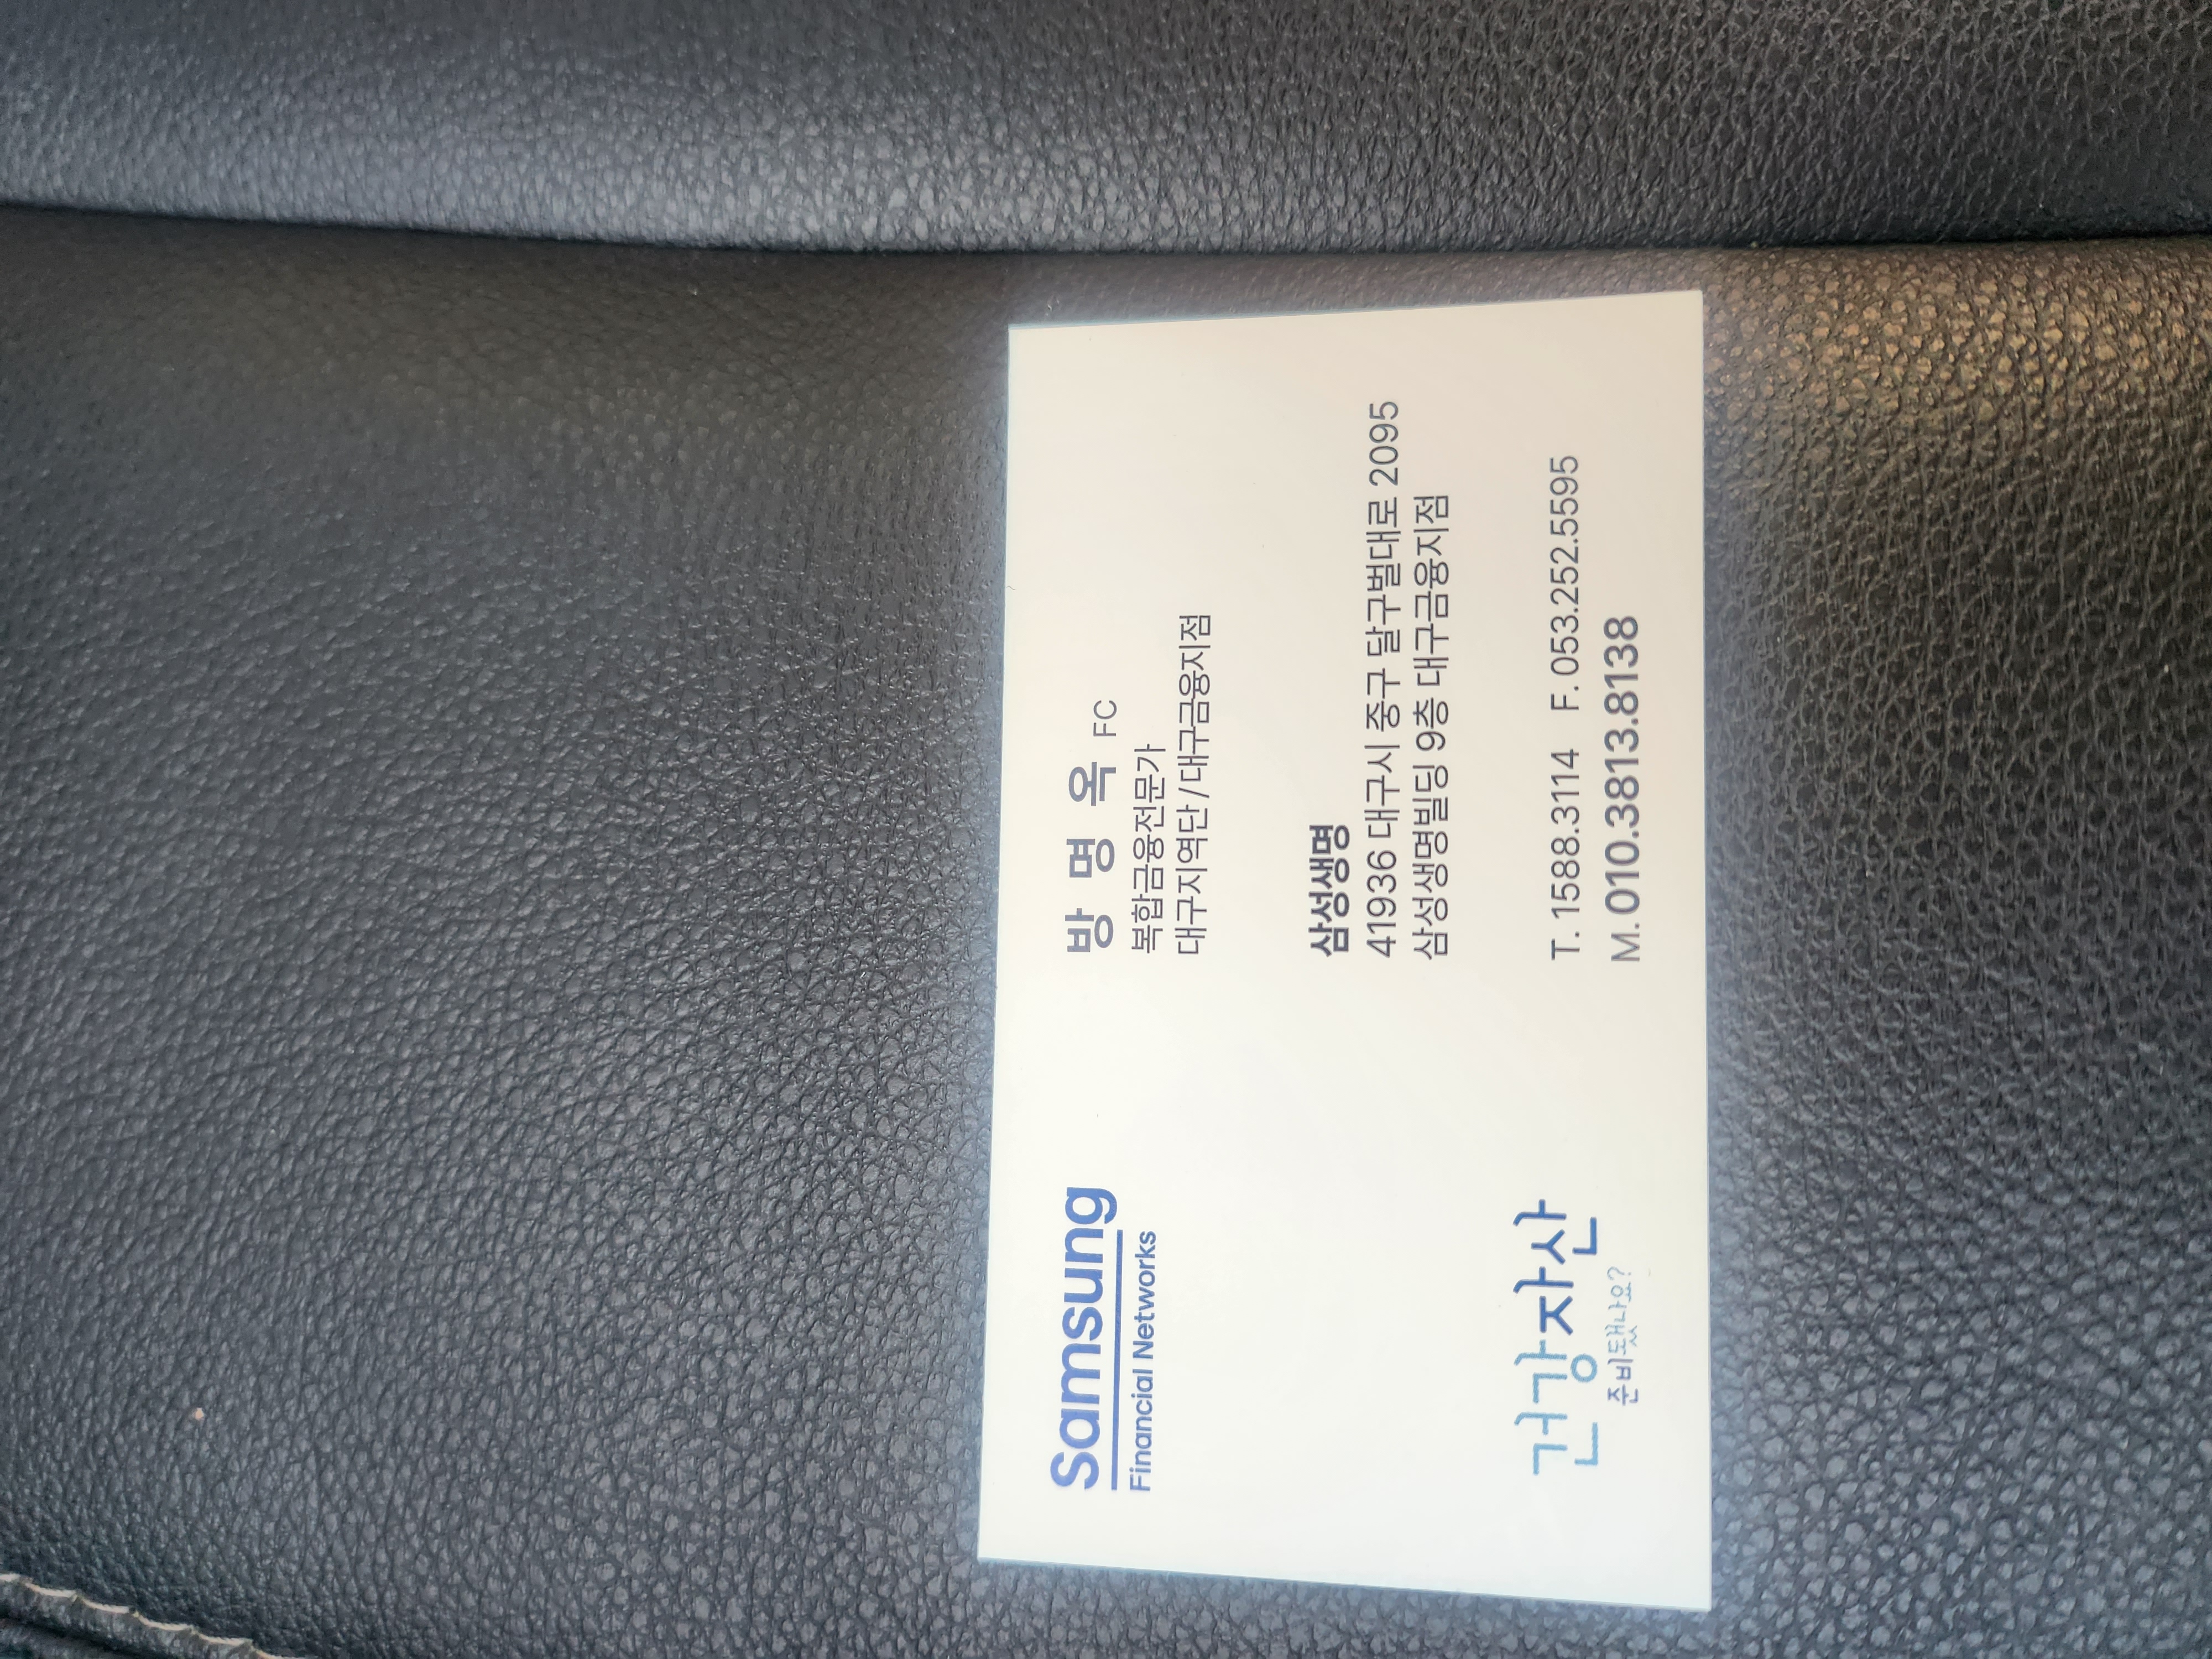 Samsung
Financial Networks
방명옥 FC
복합금융전문가
대구지역단/대구금융지점
삼성생명
41936 대구시 중구 달구벌대로 2095
삼성생명빌딩 9층 대구금융지점
T. 1588.3114 F. 053.252.5595
M. 010.3813.8138
건강자산
준비됐나요?